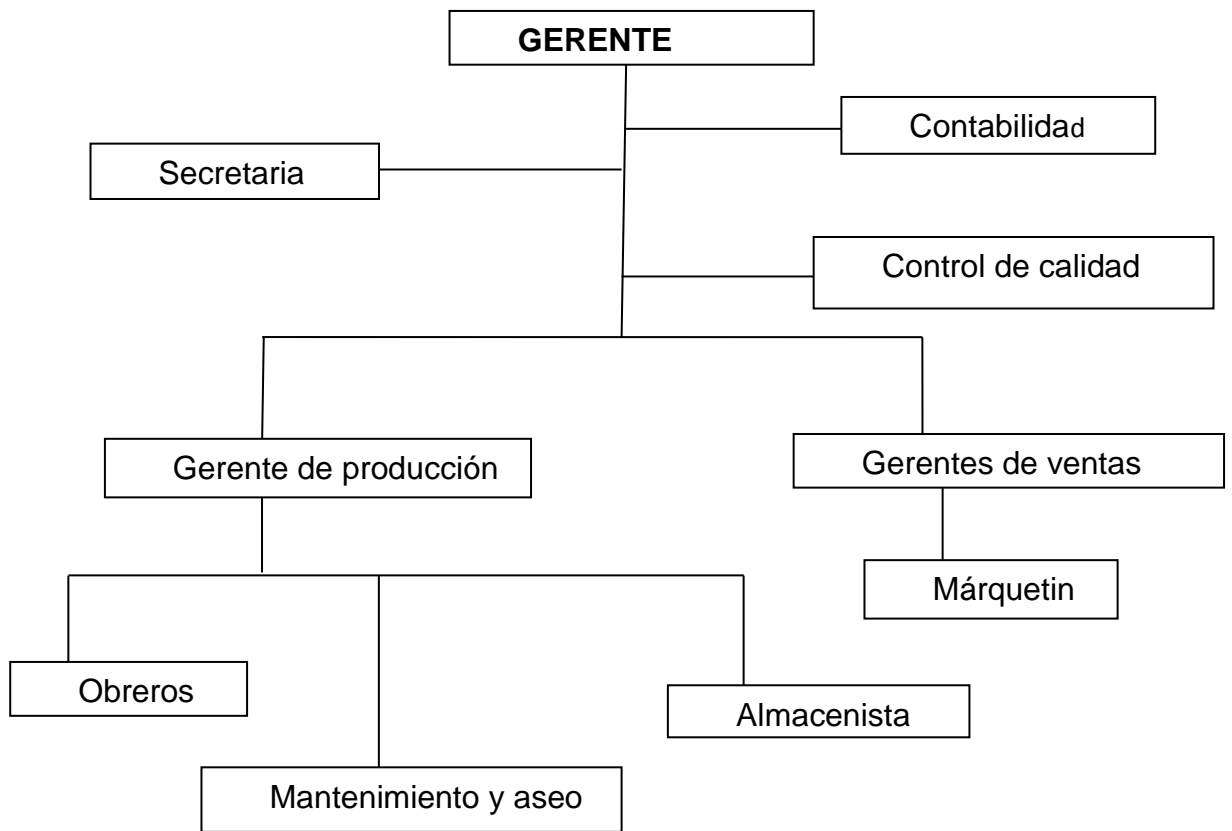 GERENTE
Contabilidad
Secretaria
Control de calidad
Gerente de producción
Gerentes de ventas
Márquetin
Obreros
Almacenista
Mantenimiento y aseo